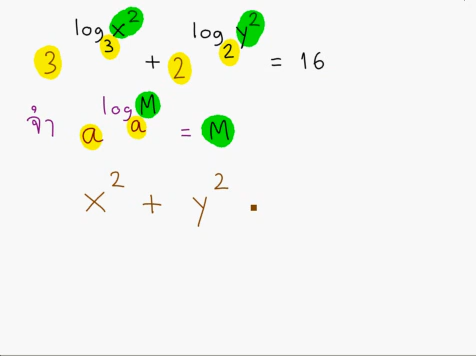 3^{log_3 x^2} + 2^{log_2 y^2} = 16
จำ a^{log_a M} = M
x^2 + y^2